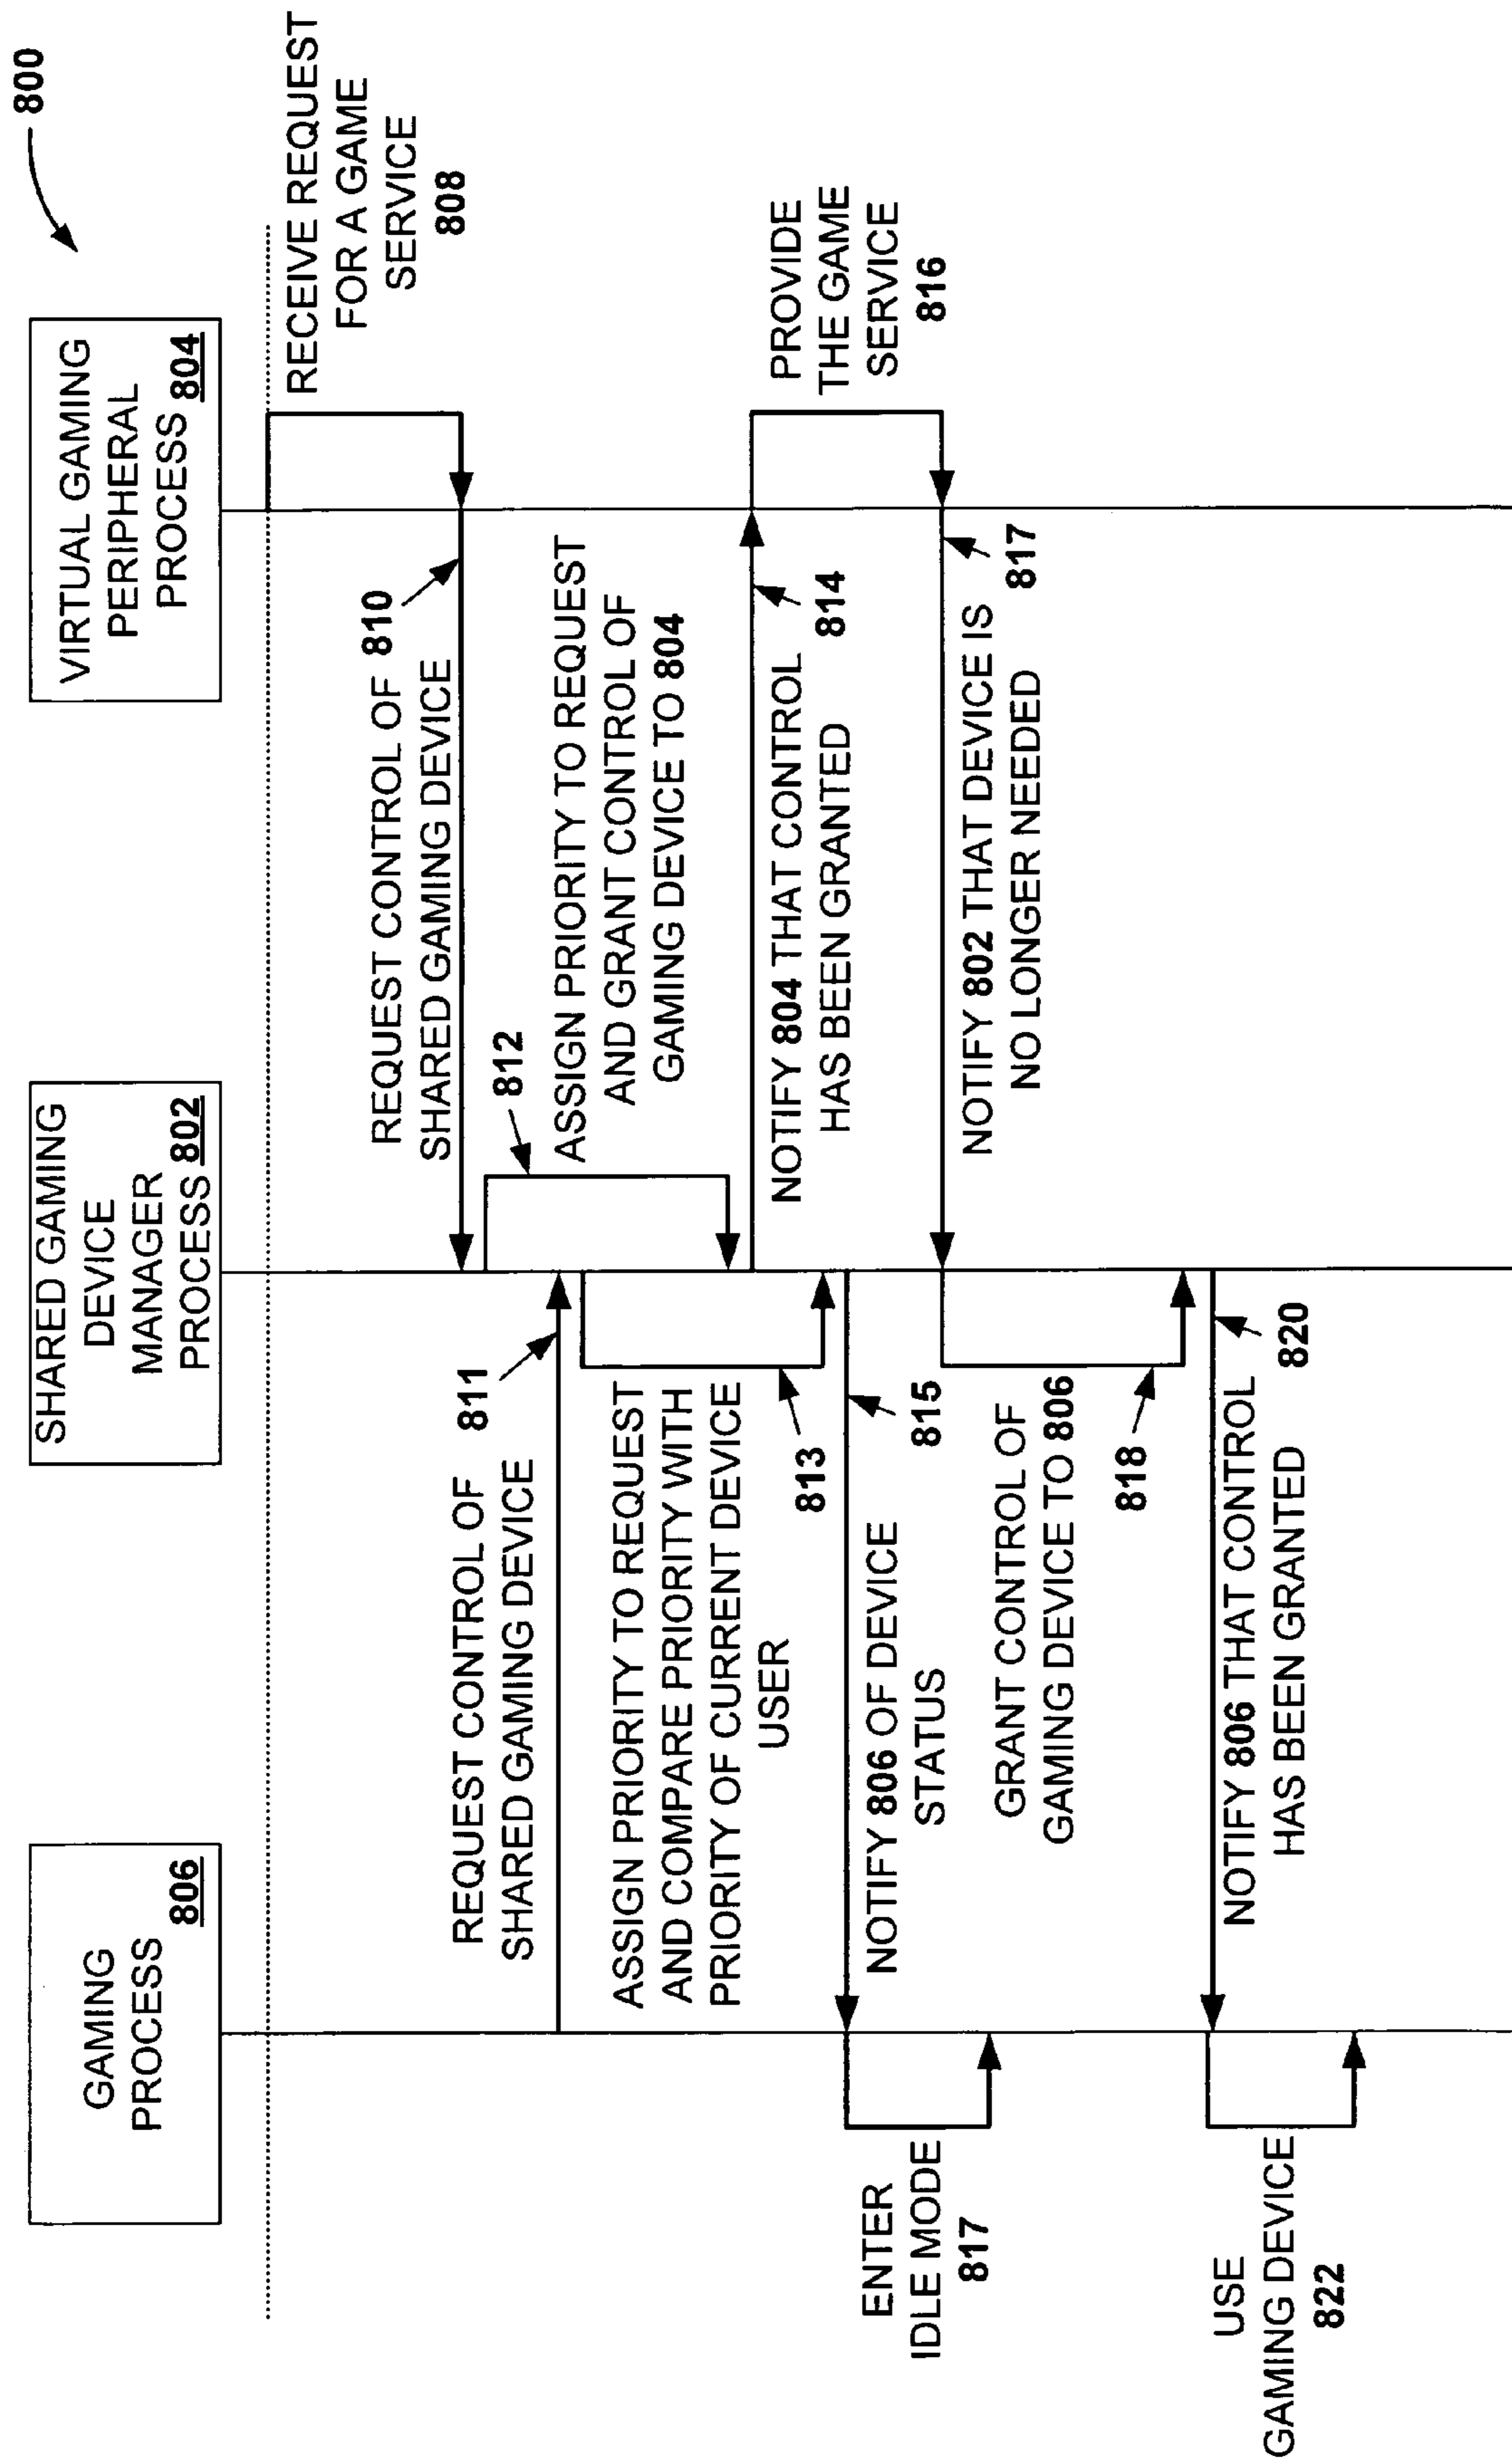 800
GAMING
PROCESS
806
SHARED GAMING
DEVICE
MANAGER
PROCESS 802
VIRTUAL GAMING
PERIPHERAL
PROCESS 804
RECEIVE REQUEST
FOR A GAME
SERVICE
808
REQUEST CONTROL OF 810
SHARED GAMING DEVICE
REQUEST CONTROL OF 811
SHARED GAMING DEVICE
812
ASSIGN PRIORITY TO REQUEST
AND GRANT CONTROL OF
GAMING DEVICE TO 804
ASSIGN PRIORITY TO REQUEST
AND COMPARE PRIORITY WITH
PRIORITY OF CURRENT DEVICE
USER
813
NOTIFY 804 THAT CONTROL 814
HAS BEEN GRANTED
PROVIDE
THE GAME
SERVICE
816
NOTIFY 806 OF DEVICE 815
STATUS
ENTER
IDLE MODE
817
NOTIFY 802 THAT DEVICE IS 817
NO LONGER NEEDED
GRANT CONTROL OF
GAMING DEVICE TO 806
818
NOTIFY 806 THAT CONTROL 820
HAS BEEN GRANTED
USE
GAMING DEVICE
822